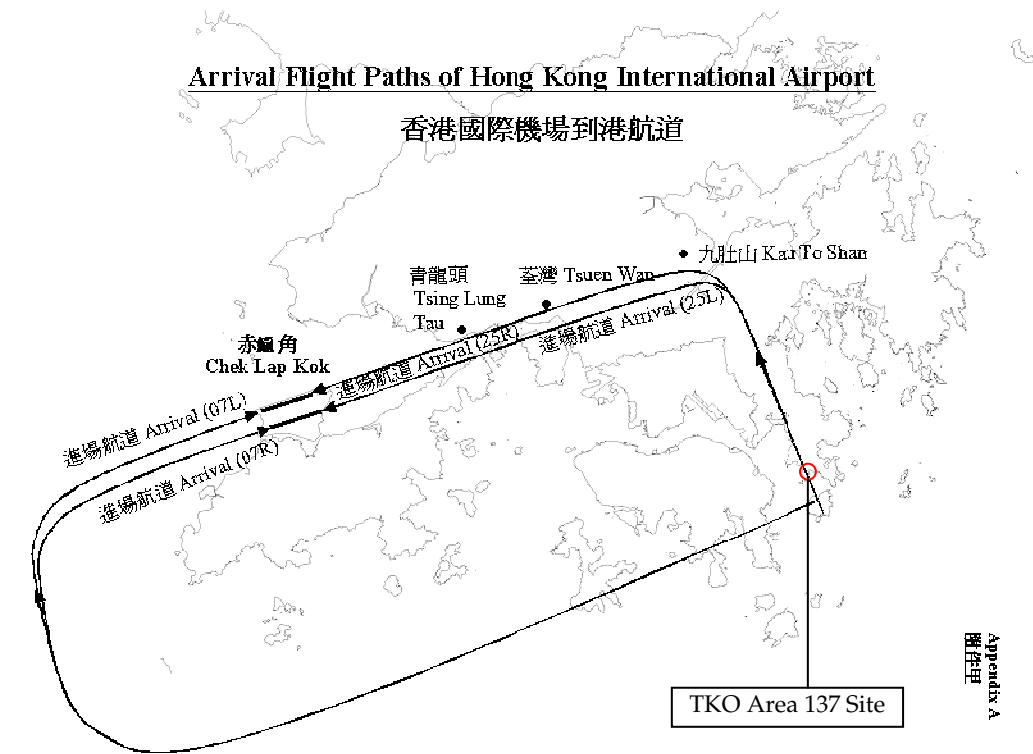 Arrival Flight Paths of Hong Kong International Airport
香港國際機場到港航道
九肚山 Kau To Shan
青龍頭
Tsing Lung
Tau
荃灣 Tsuen Wan
進場航道 Arrival (25R)
進場航道 Arrival (25L)
赤鱲角
Chek Lap Kok
進場航道 Arrival (07L)
進場航道 Arrival (07R)
Appendix A
附件甲
TKO Area 137 Site